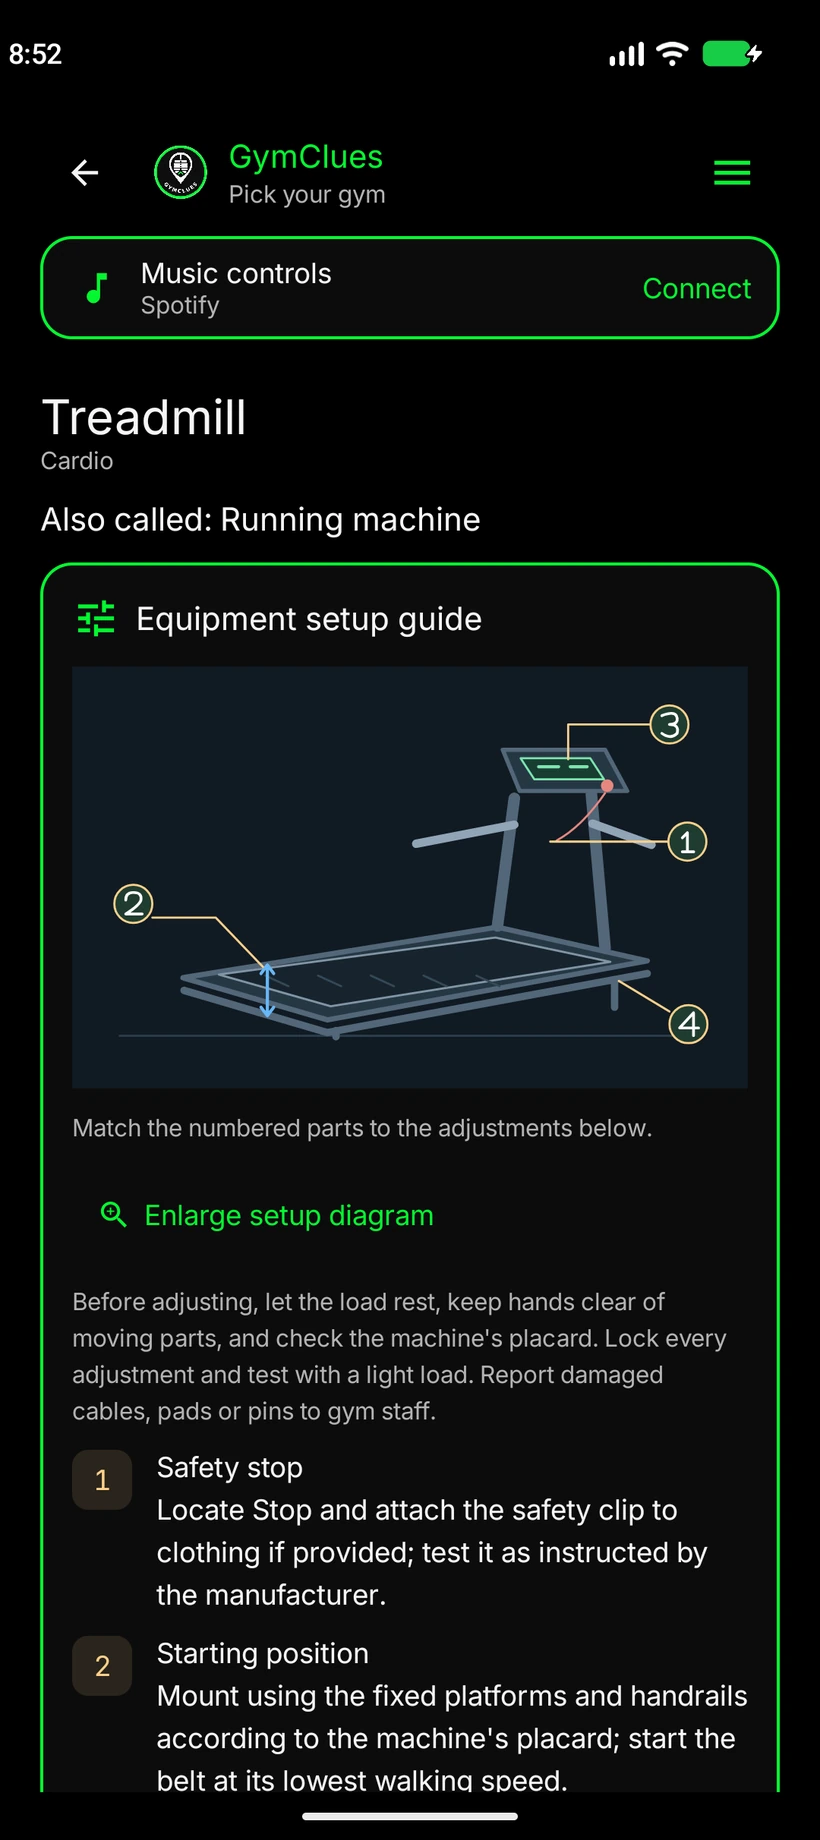 8:52
GYMCLUES
GymClues
Pick your gym
Music controls
Spotify
Connect
Treadmill
Cardio
Also called: Running machine
Equipment setup guide
3
1
2
4
Match the numbered parts to the adjustments below.
Enlarge setup diagram
Before adjusting, let the load rest, keep hands clear of
moving parts, and check the machine's placard. Lock every
adjustment and test with a light load. Report damaged
cables, pads or pins to gym staff.
1
Safety stop
Locate Stop and attach the safety clip to
clothing if provided; test it as instructed by
the manufacturer.
2
Starting position
Mount using the fixed platforms and handrails
according to the machine's placard; start the
belt at its lowest walking speed.